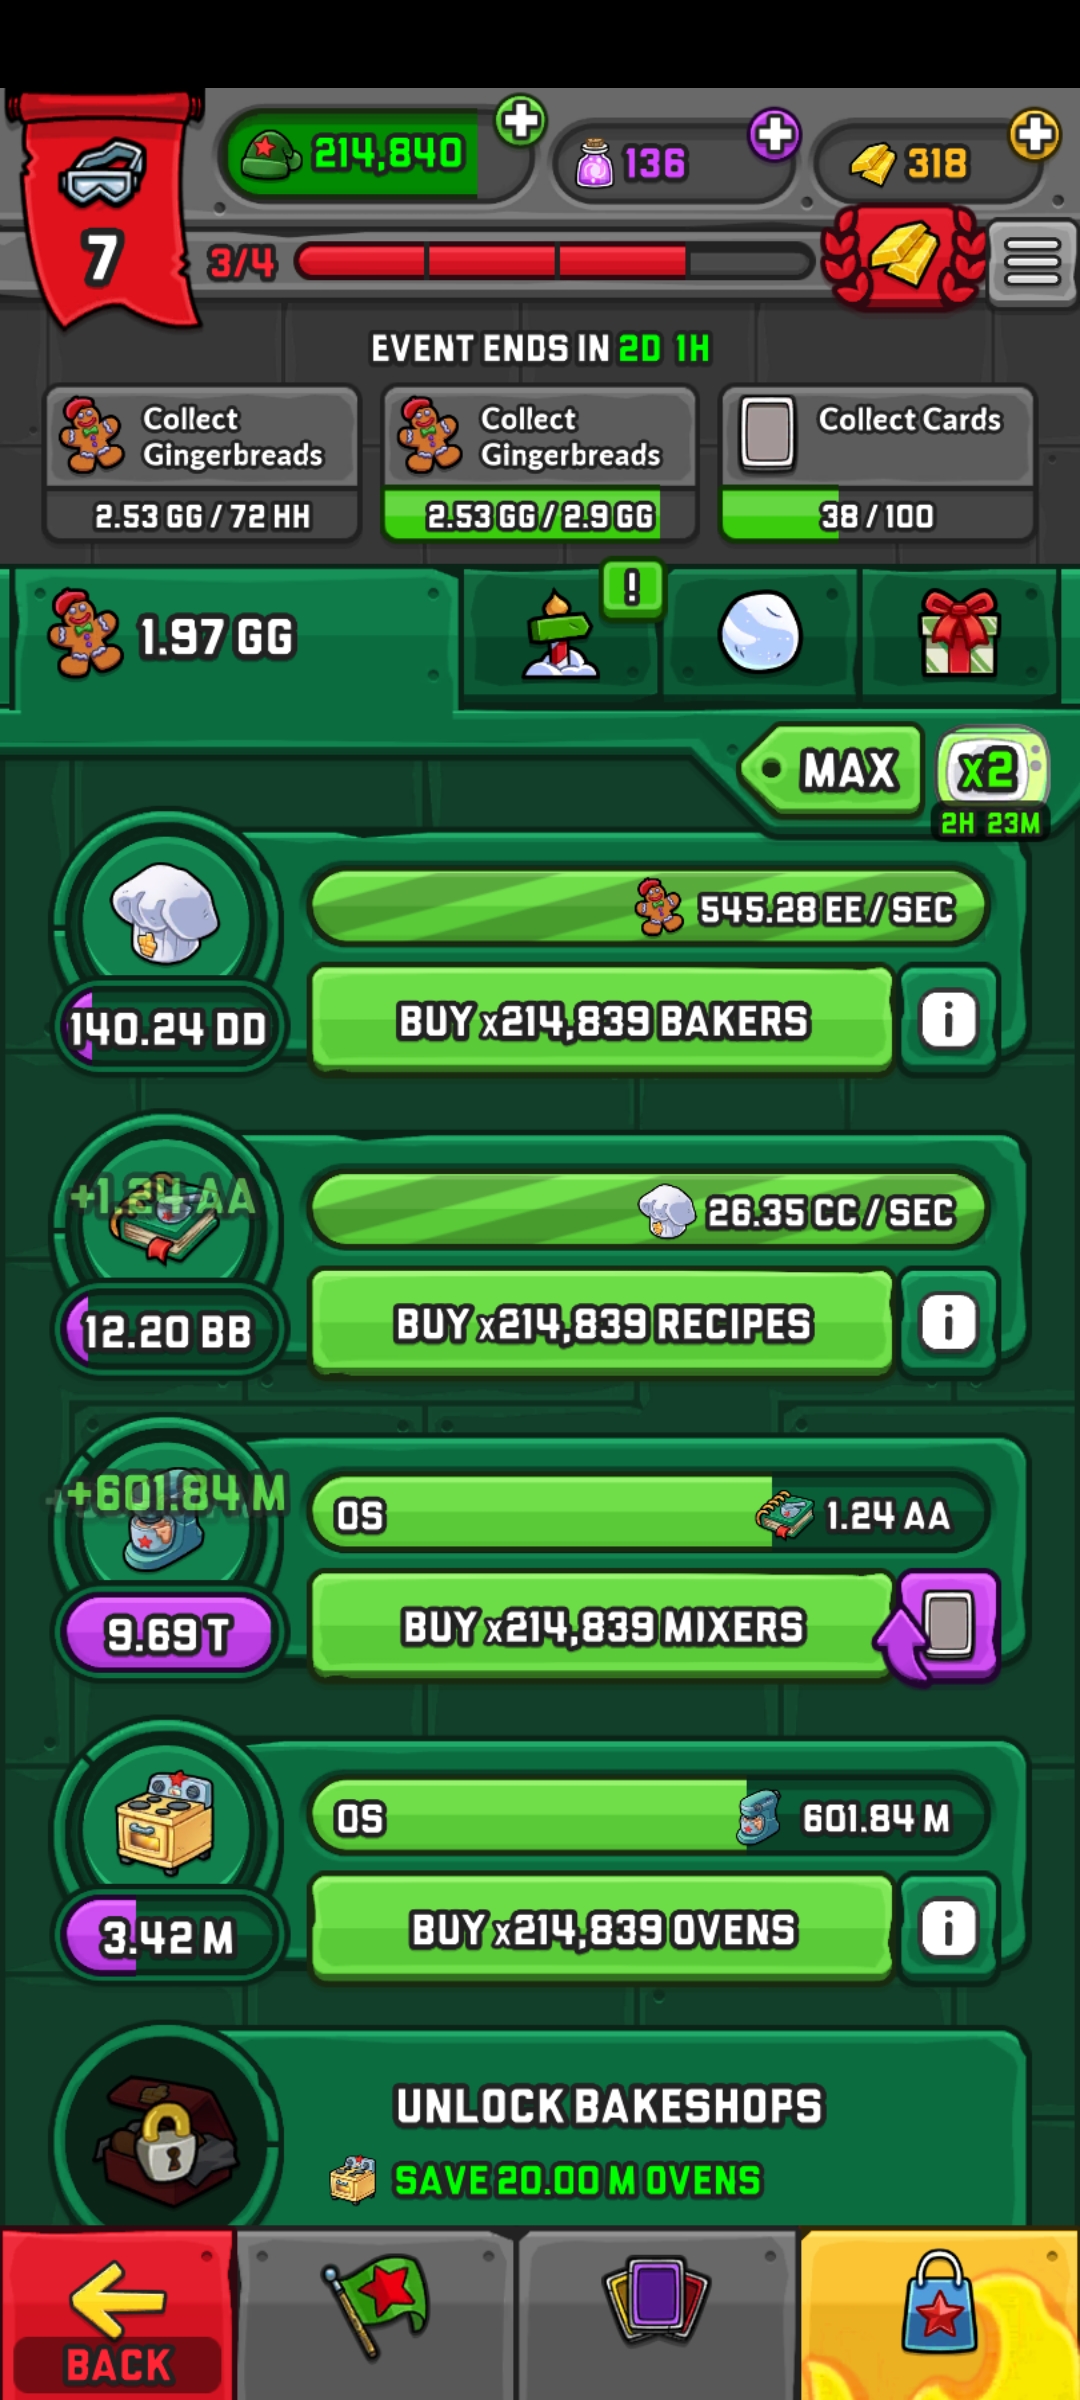 214,840
136
318
7
3/4
EVENT ENDS IN 2D 1H
Collect
Gingerbreads
2.53 GG / 72 HH
Collect
Gingerbreads
2.53 GG / 2.9 GG
Collect Cards
38 / 100
1.97 GG
!
MAX
x2
2H 23M
545.28 EE / SEC
140.24 DD
BUY x214,839 BAKERS
i
+1.24 AA
26.35 CC / SEC
12.20 BB
BUY x214,839 RECIPES
i
+601.84 M
0S
1.24 AA
9.69 T
BUY x214,839 MIXERS
0S
601.84 M
3.42 M
BUY x214,839 OVENS
i
UNLOCK BAKESHOPS
SAVE 20.00 M OVENS
BACK